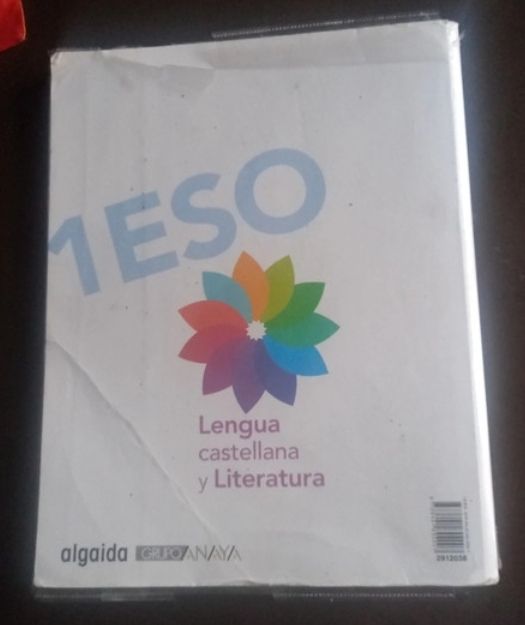 1ESO
Lengua
castellana
y Literatura
algaida GRUPO ANAYA
2912038